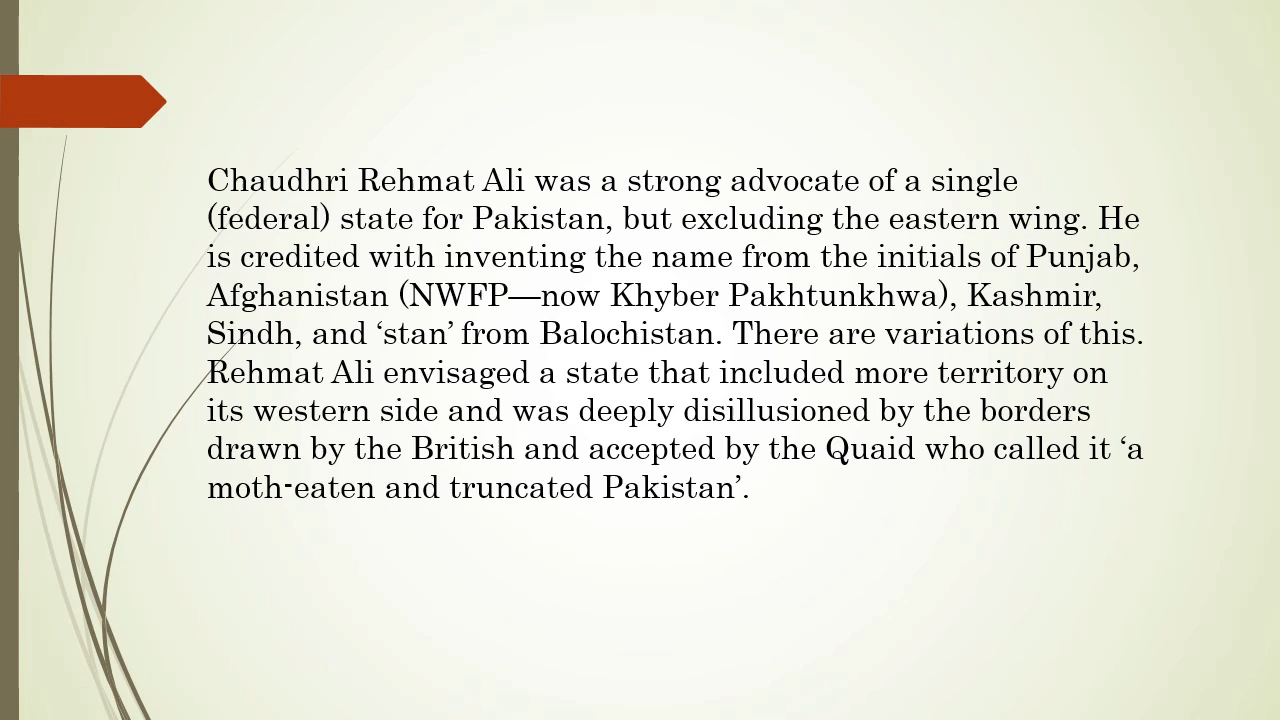 Chaudhri Rehmat Ali was a strong advocate of a single
(federal) state for Pakistan, but excluding the eastern wing. He
is credited with inventing the name from the initials of Punjab,
Afghanistan (NWFP—now Khyber Pakhtunkhwa), Kashmir,
Sindh, and ‘stan’ from Balochistan. There are variations of this.
Rehmat Ali envisaged a state that included more territory on
its western side and was deeply disillusioned by the borders
drawn by the British and accepted by the Quaid who called it ‘a
moth-eaten and truncated Pakistan’.